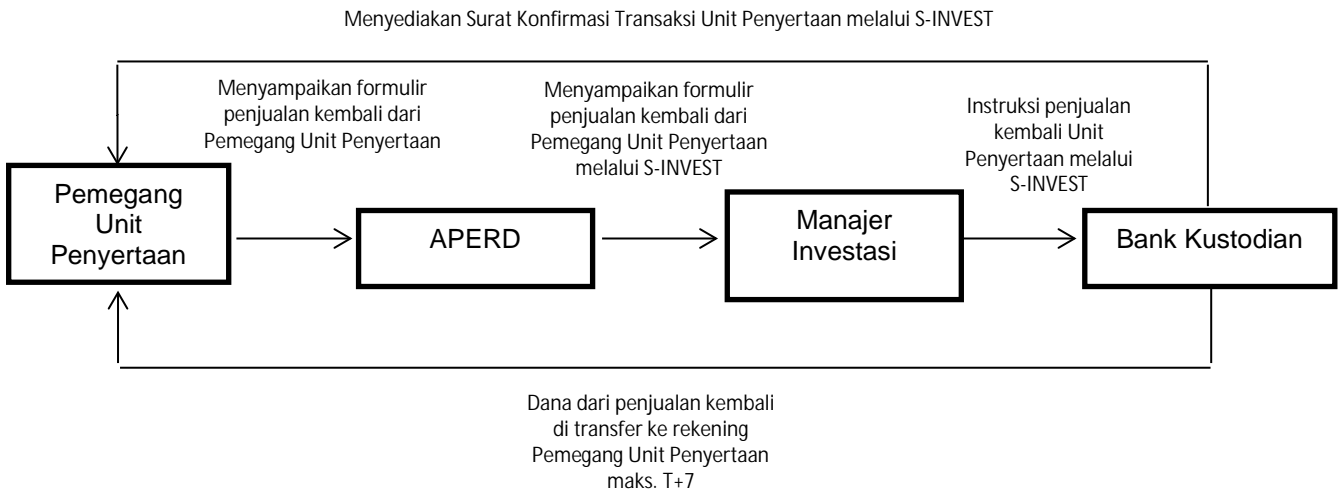 Menyediakan Surat Konfirmasi Transaksi Unit Penyertaan melalui S-INVEST
Menyampaikan formulir
penjualan kembali dari
Pemegang Unit Penyertaan
Menyampaikan formulir
penjualan kembali dari
Pemegang Unit Penyertaan
melalui S-INVEST
Instruksi penjualan
kembali Unit
Penyertaan melalui
S-INVEST
Pemegang
Unit
Penyertaan
APERD
Manajer
Investasi
Bank Kustodian
Dana dari penjualan kembali
di transfer ke rekening
Pemegang Unit Penyertaan
maks. T+7